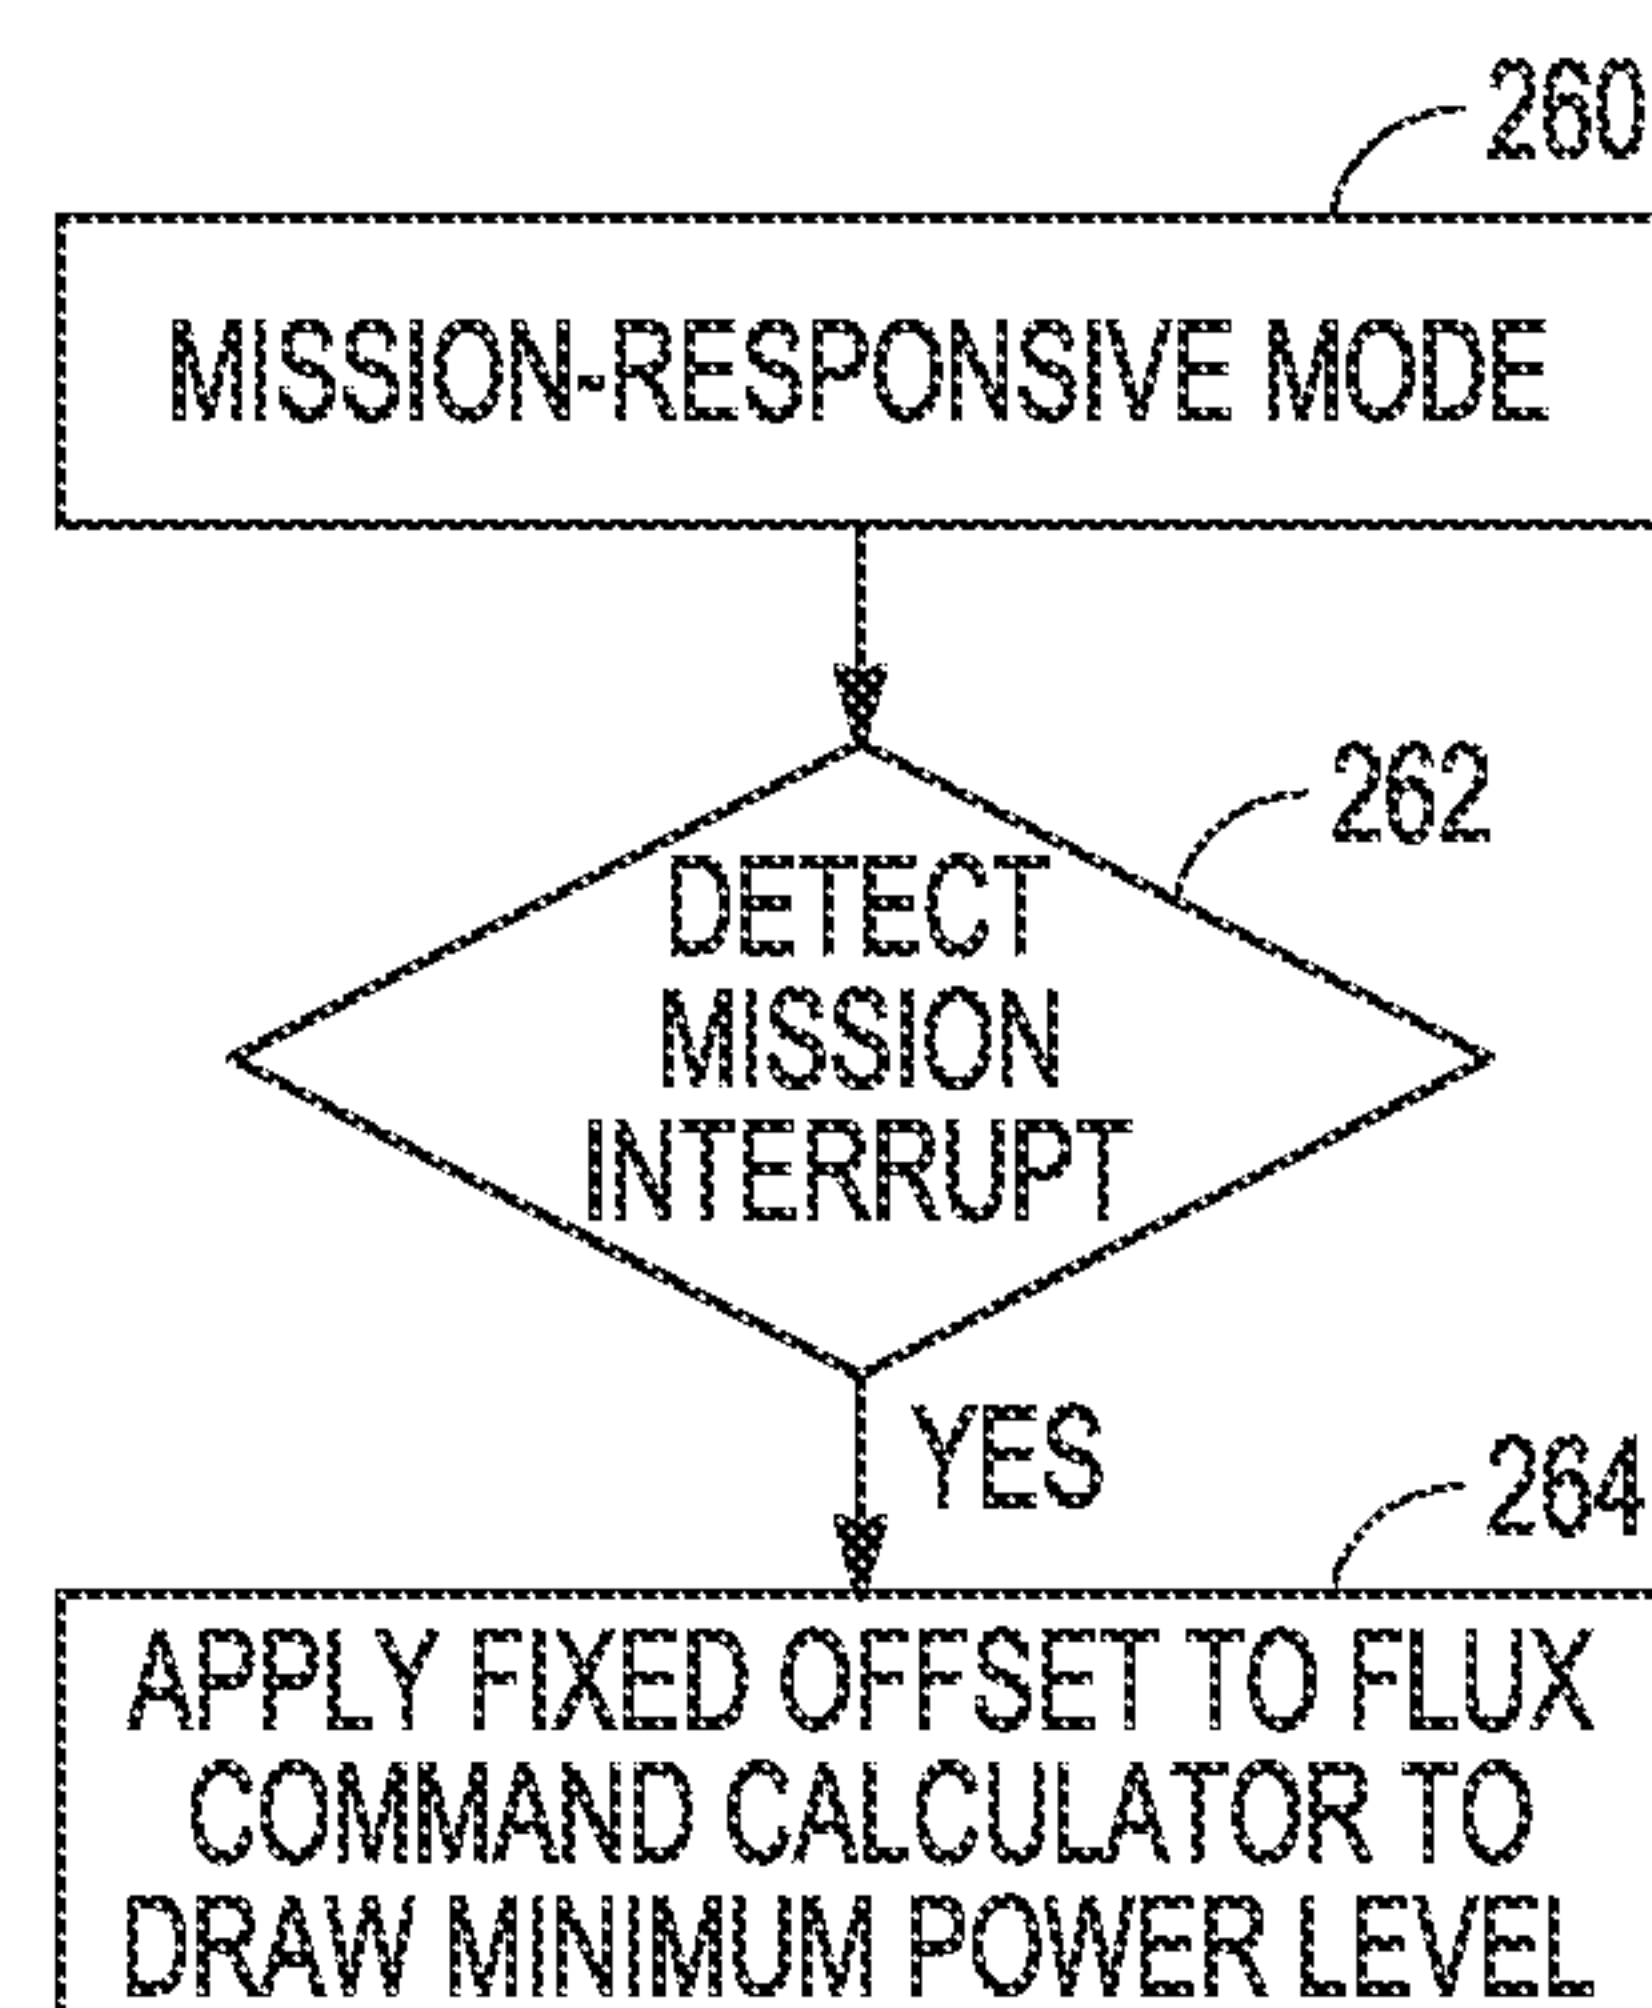 260
MISSION-RESPONSIVE MODE
262
DETECT
MISSION
INTERRUPT
YES
264
APPLY FIXED OFFSET TO FLUX
COMMAND CALCULATOR TO
DRAW MINIMUM POWER LEVEL